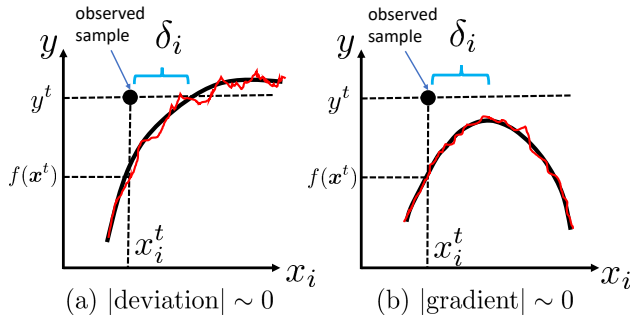 observed
sample
δ_i
y
y^t
f(𝒙^t)
x_i^t
x_i
(a) |deviation| ∼ 0
observed
sample
δ_i
y
y^t
f(𝒙^t)
x_i^t
x_i
(b) |gradient| ∼ 0